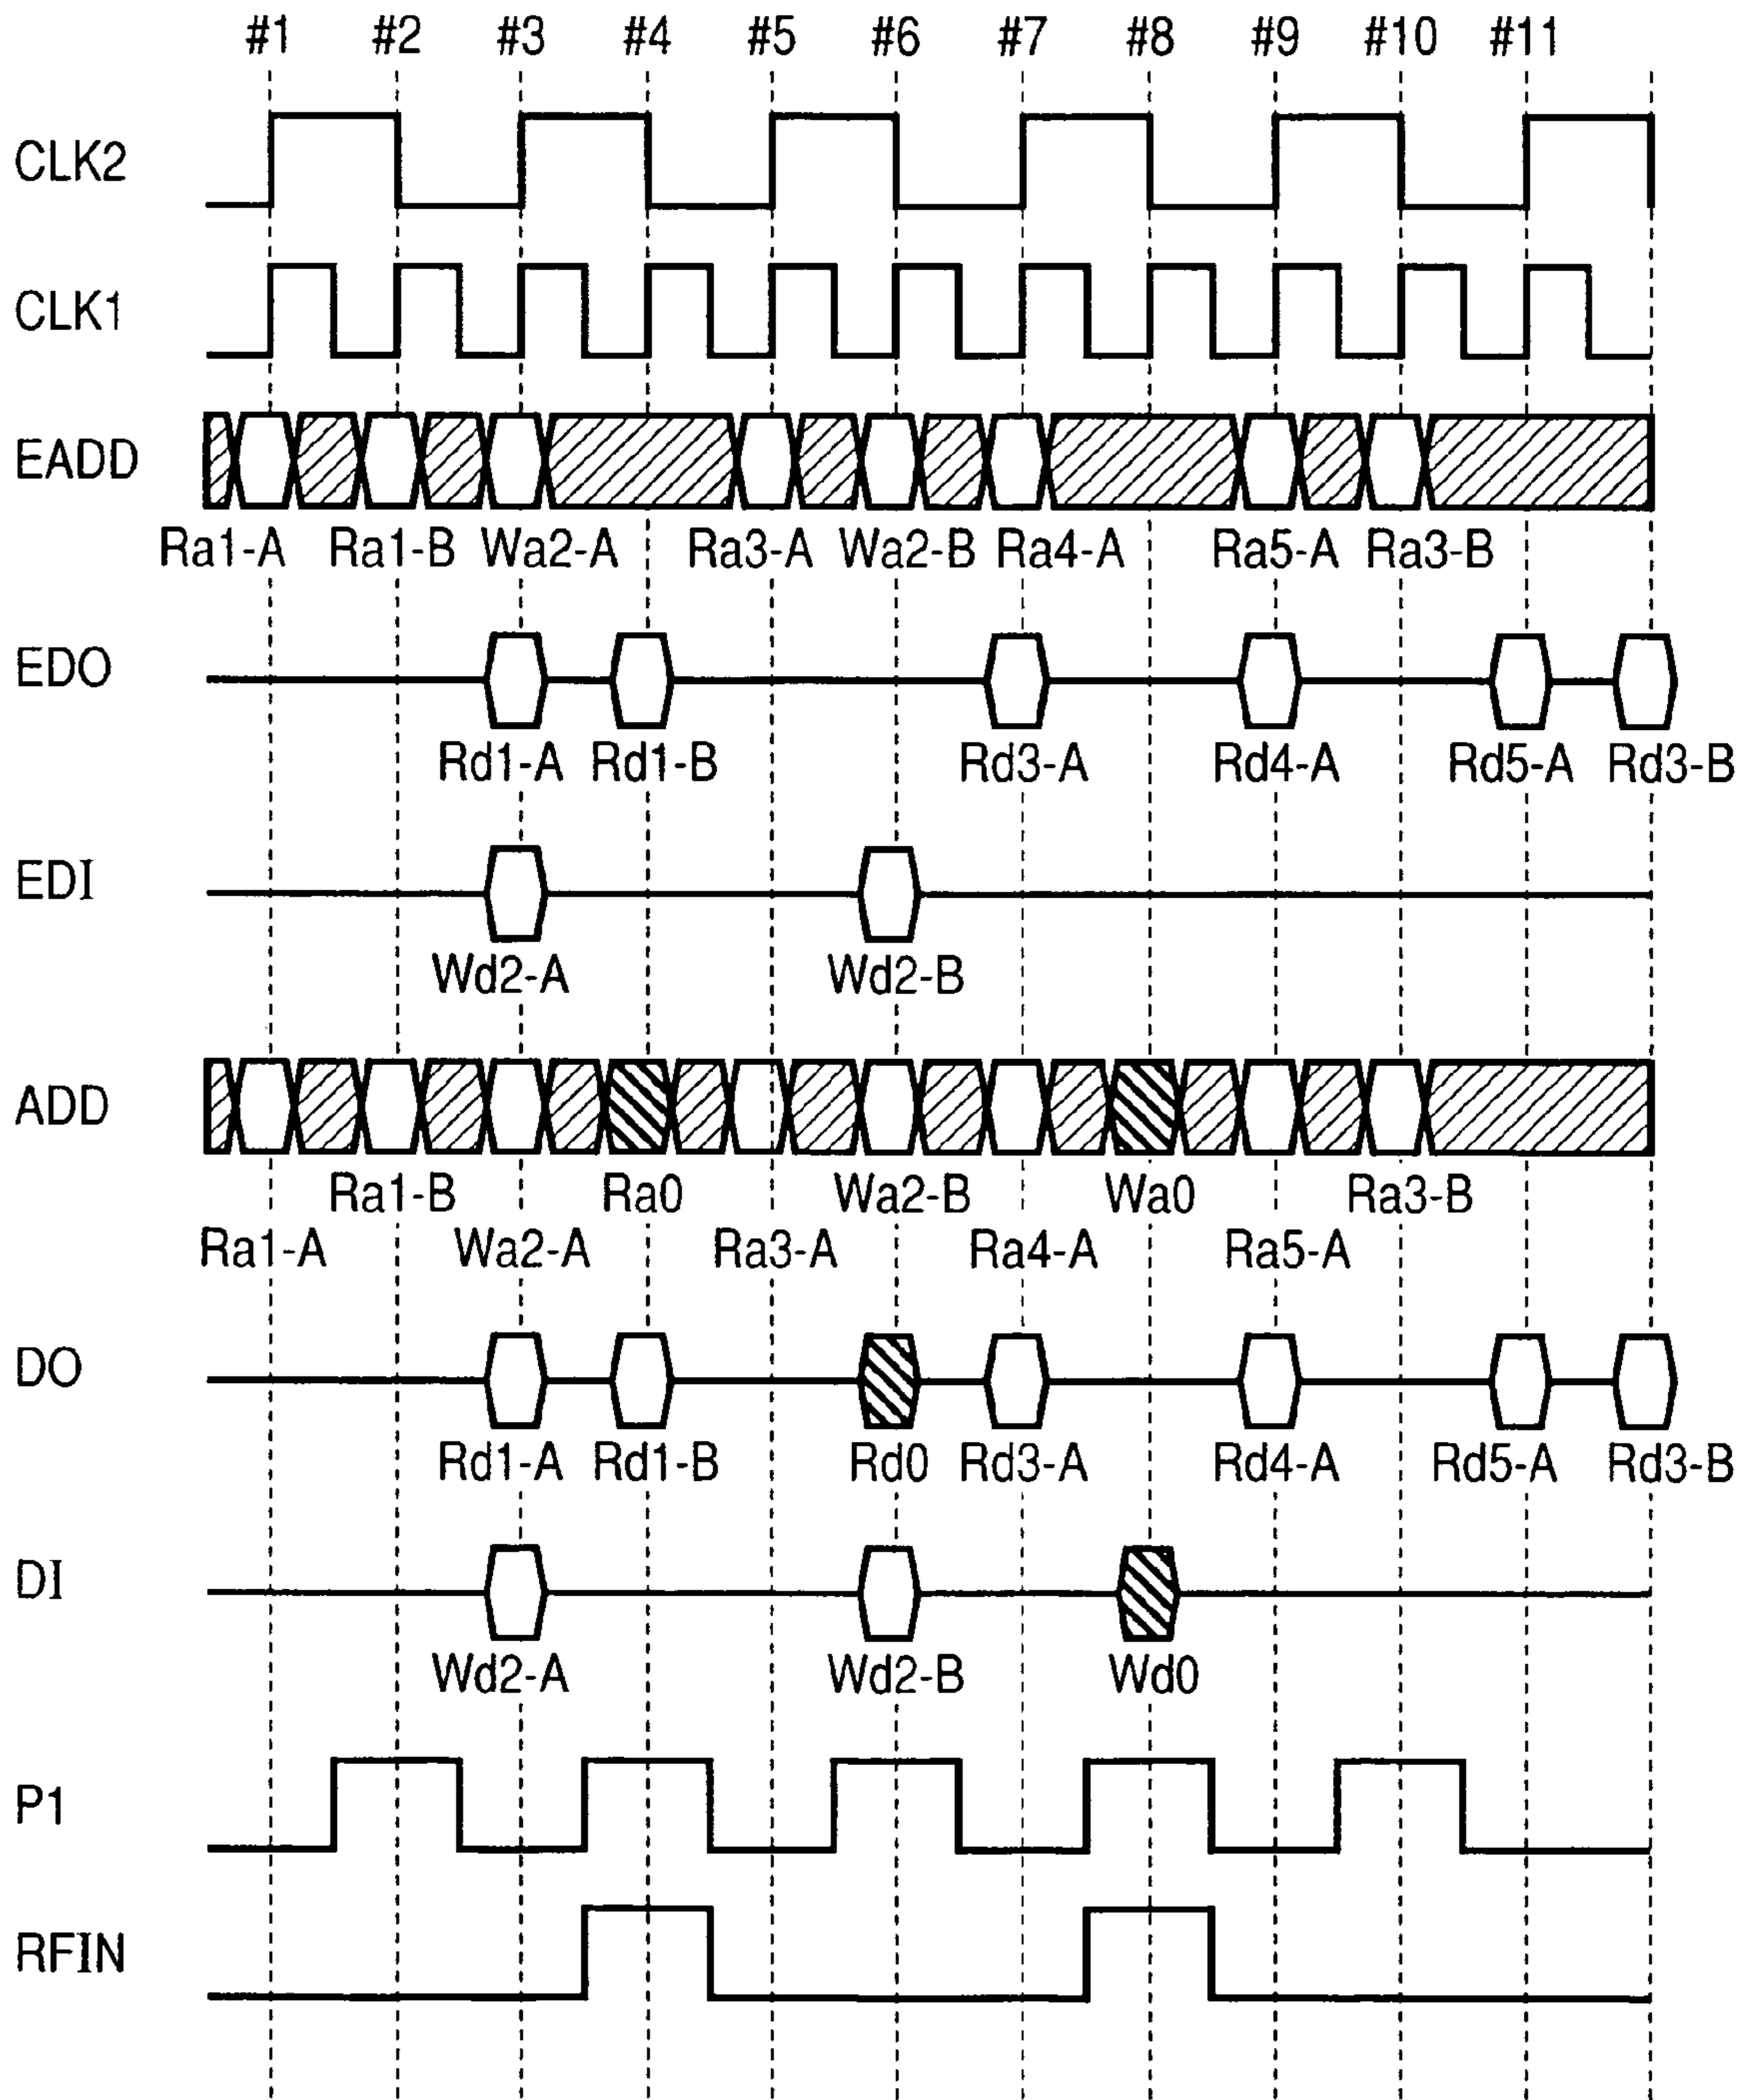 #1 #2 #3 #4 #5 #6 #7 #8 #9 #10 #11
CLK2
CLK1
EADD
Ra1-A Ra1-B Wa2-A Ra3-A Wa2-B Ra4-A Ra5-A Ra3-B
EDO
Rd1-A Rd1-B Rd3-A Rd4-A Rd5-A Rd3-B
EDI
Wd2-A Wd2-B
ADD
Ra1-B Ra0 Wa2-B Wa0 Ra3-B
Ra1-A Wa2-A Ra3-A Ra4-A Ra5-A
DO
Rd1-A Rd1-B Rd0 Rd3-A Rd4-A Rd5-A Rd3-B
DI
Wd2-A Wd2-B Wd0
P1
RFIN